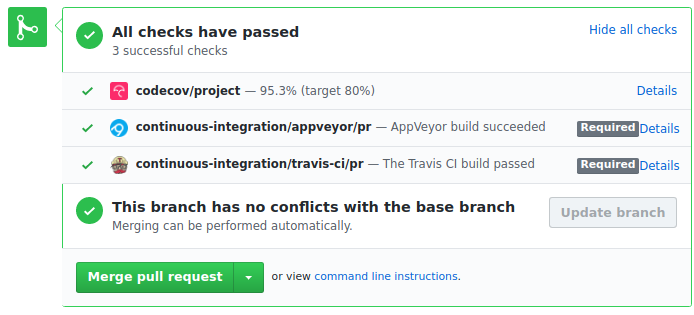 All checks have passed
Hide all checks
3 successful checks
codecov/project — 95.3% (target 80%)
Details
continuous-integration/appveyor/pr — AppVeyor build succeeded
Required
Details
continuous-integration/travis-ci/pr — The Travis CI build passed
Required
Details
This branch has no conflicts with the base branch
Merging can be performed automatically.
Update branch
Merge pull request
or view command line instructions.